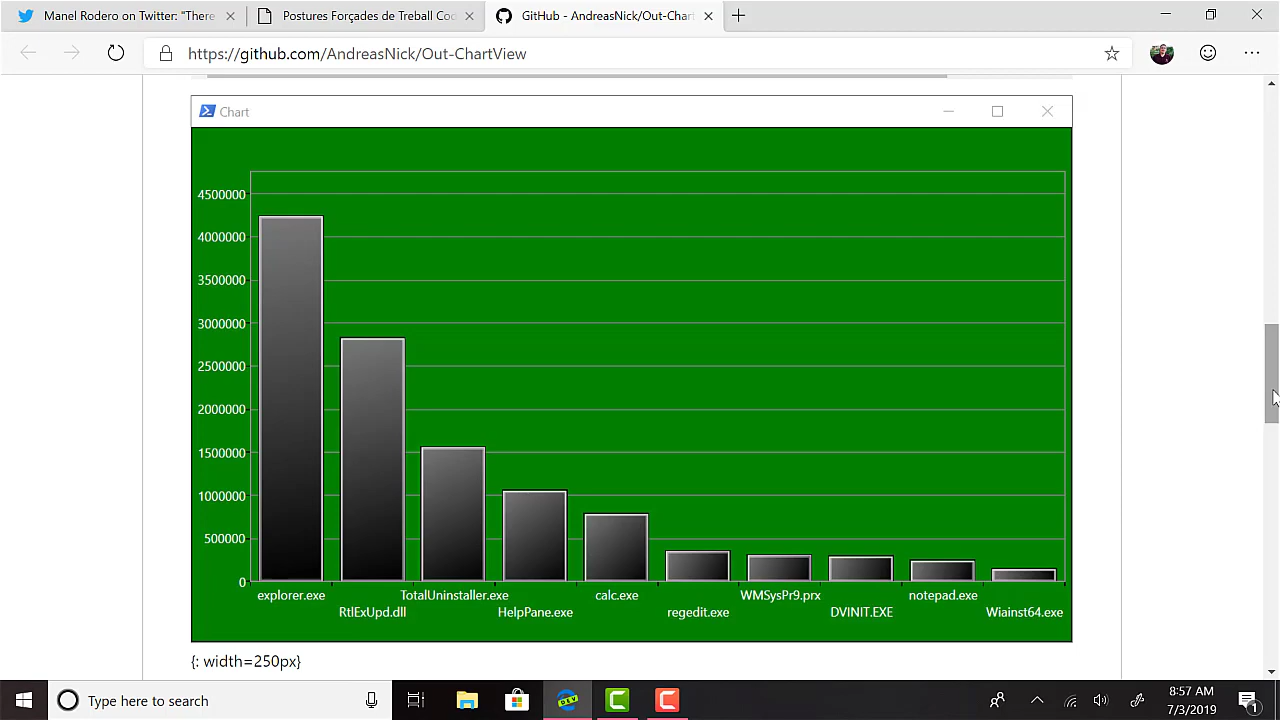 Manel Rodero on Twitter: "There
Postures Forçades de Treball Co
GitHub - AndreasNick/Out-Chart
https://github.com/AndreasNick/Out-ChartView
Chart
4500000
4000000
3500000
3000000
2500000
2000000
1500000
1000000
500000
0
explorer.exe
RtlExUpd.dll
TotalUninstaller.exe
HelpPane.exe
calc.exe
regedit.exe
WMSysPr9.prx
DVINIT.EXE
notepad.exe
Wiainst64.exe
{: width=250px}
Type here to search
DEV
8:57 AM
7/3/2019
1